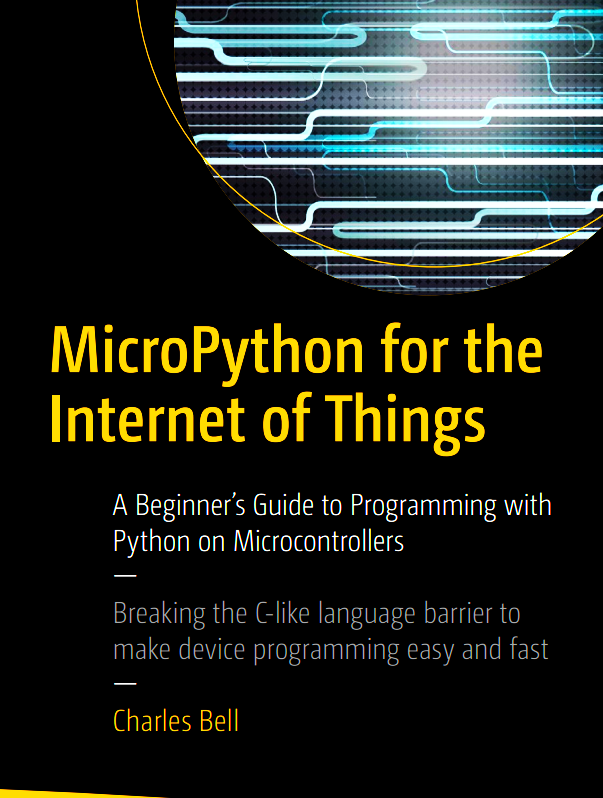 MicroPython for the
Internet of Things
A Beginner’s Guide to Programming with
Python on Microcontrollers
—
Breaking the C-like language barrier to
make device programming easy and fast
—
Charles Bell